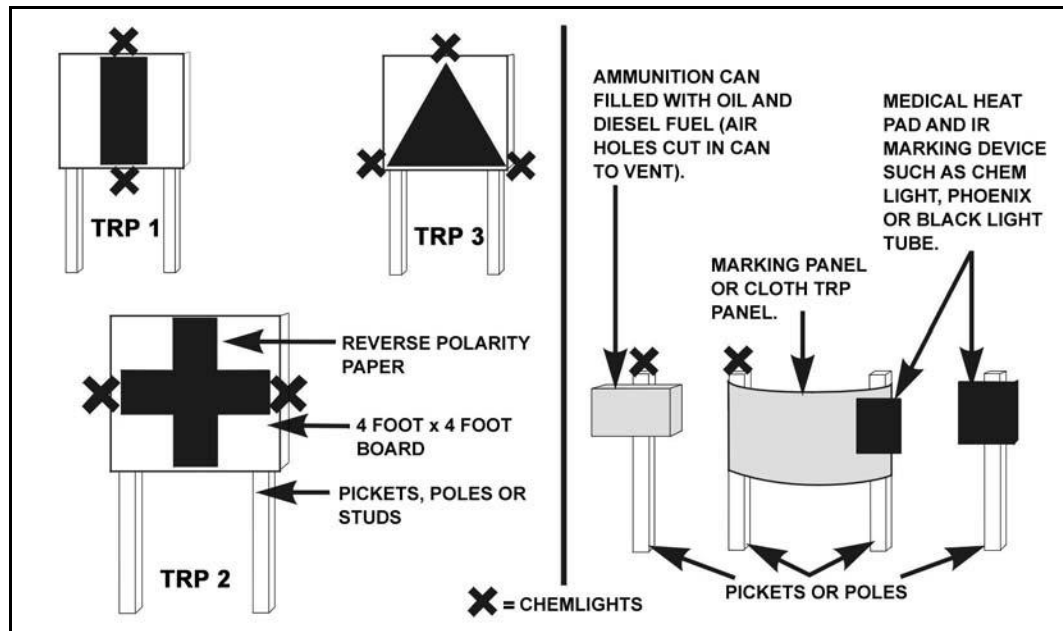 TRP 1
TRP 3
REVERSE POLARITY
PAPER
4 FOOT x 4 FOOT
BOARD
PICKETS, POLES OR
STUDS
TRP 2
= CHEMLIGHTS
AMMUNITION CAN
FILLED WITH OIL AND
DIESEL FUEL (AIR
HOLES CUT IN CAN
TO VENT).
MEDICAL HEAT
PAD AND IR
MARKING DEVICE
SUCH AS CHEM
LIGHT, PHOENIX
OR BLACK LIGHT
TUBE.
MARKING PANEL
OR CLOTH TRP
PANEL.
PICKETS OR POLES